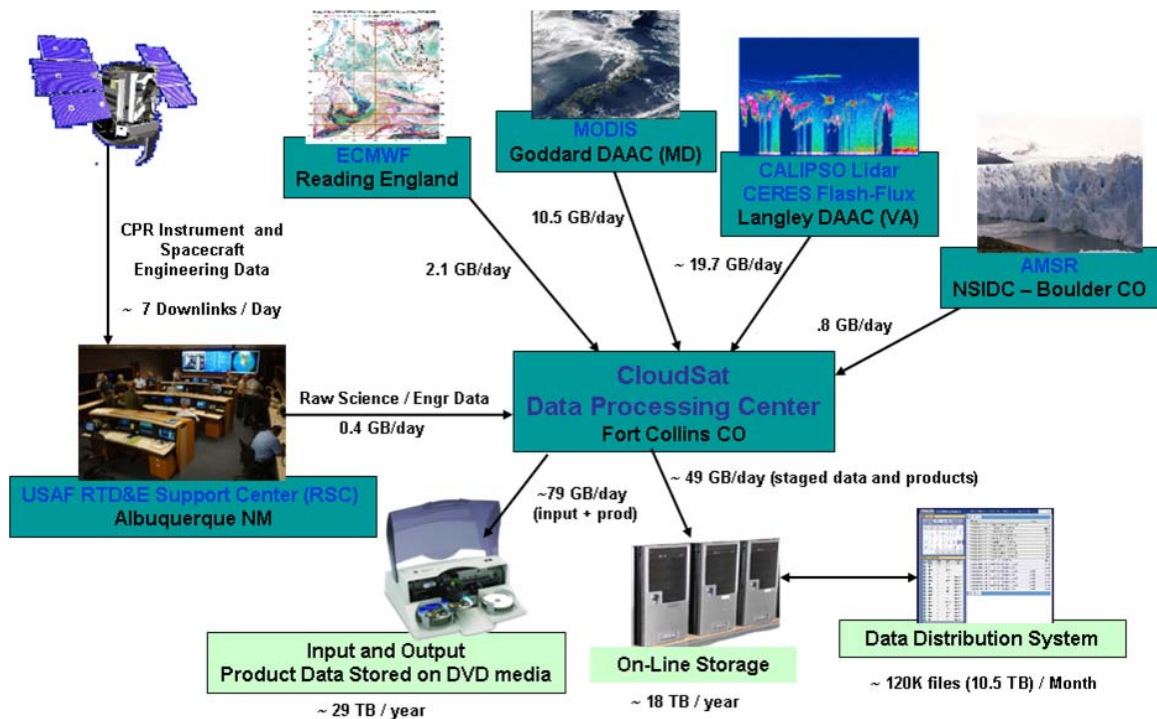 ECMWF
Reading England
MODIS
Goddard DAAC (MD)
CALIPSO Lidar
CERES Flash-Flux
Langley DAAC (VA)
AMSR
NSIDC – Boulder CO
CPR Instrument and
Spacecraft
Engineering Data
~ 7 Downlinks / Day
2.1 GB/day
10.5 GB/day
~ 19.7 GB/day
.8 GB/day
USAF RTD&E Support Center (RSC)
Albuquerque NM
Raw Science / Engr Data
0.4 GB/day
CloudSat
Data Processing Center
Fort Collins CO
~79 GB/day
(input + prod)
~ 49 GB/day (staged data and products)
Input and Output
Product Data Stored on DVD media
~ 29 TB / year
On-Line Storage
~ 18 TB / year
Data Distribution System
~ 120K files (10.5 TB) / Month